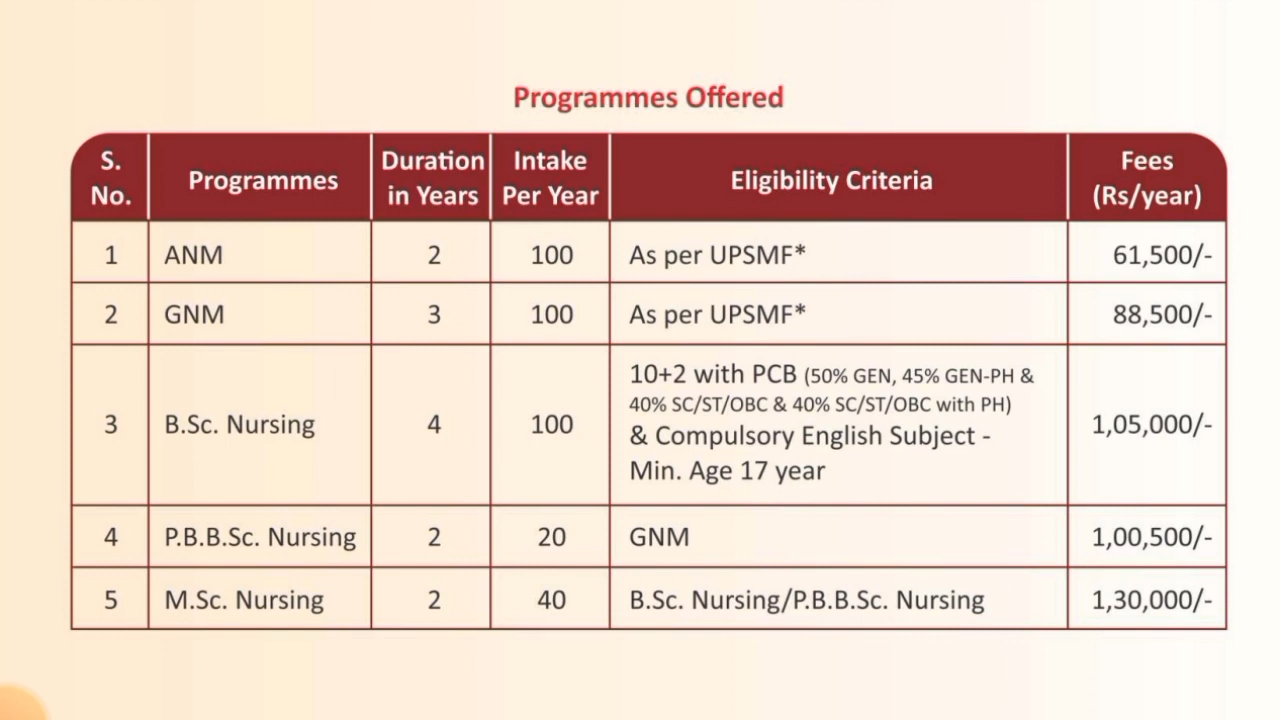 Programmes Offered
S. No. Programmes Duration in Years Intake Per Year Eligibility Criteria Fees (Rs/year)
1 ANM 2 100 As per UPSMF* 61,500/-
2 GNM 3 100 As per UPSMF* 88,500/-
3 B.Sc. Nursing 4 100 10+2 with PCB (50% GEN, 45% GEN-PH &
40% SC/ST/OBC & 40% SC/ST/OBC with PH)
& Compulsory English Subject -
Min. Age 17 year 1,05,000/-
4 P.B.B.Sc. Nursing 2 20 GNM 1,00,500/-
5 M.Sc. Nursing 2 40 B.Sc. Nursing/P.B.B.Sc. Nursing 1,30,000/-